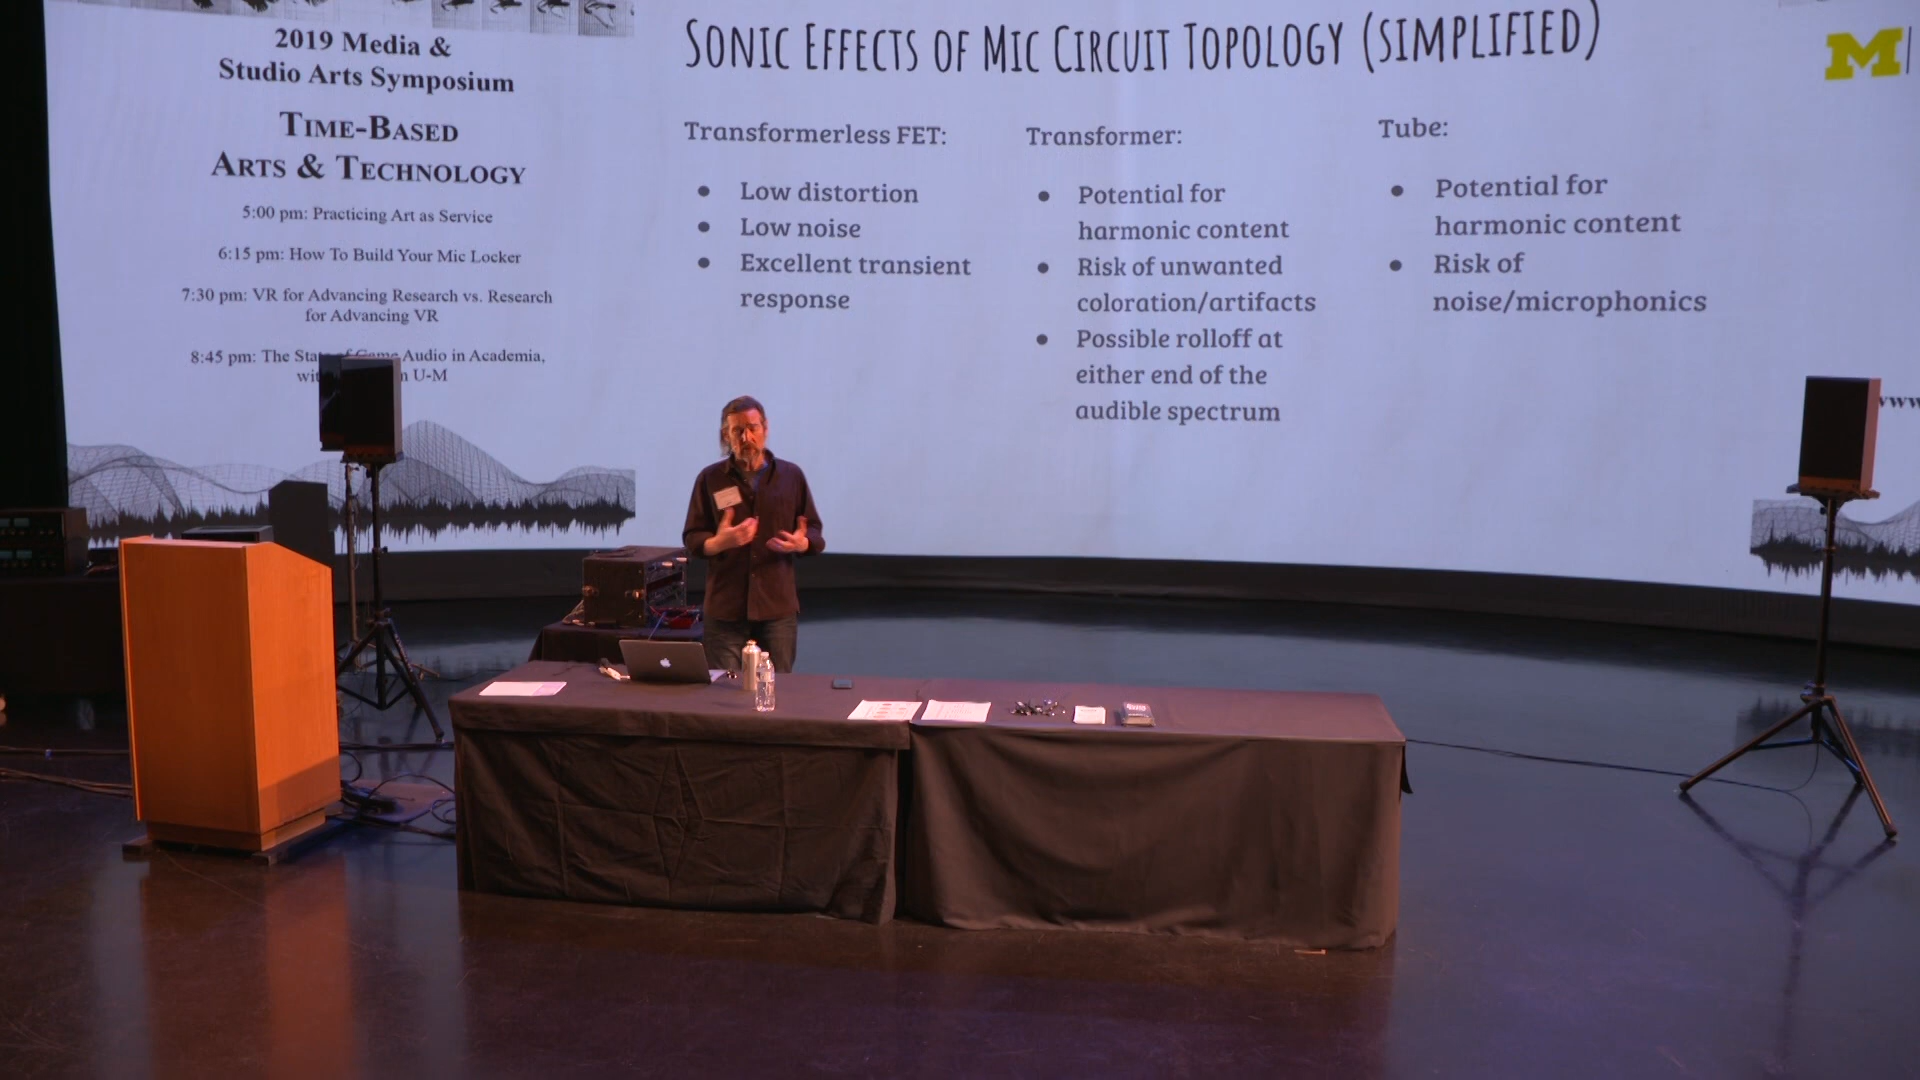 2019 Media &
Studio Arts Symposium
TIME-BASED
ARTS & TECHNOLOGY
5:00 pm: Practicing Art as Service
6:15 pm: How To Build Your Mic Locker
7:30 pm: VR for Advancing Research vs. Research
for Advancing VR
8:45 pm: The State of Game Audio in Academia,
U-M
SONIC EFFECTS OF MIC CIRCUIT TOPOLOGY (SIMPLIFIED)
Transformerless FET:
● Low distortion
● Low noise
● Excellent transient
response
Transformer:
● Potential for
harmonic content
● Risk of unwanted
coloration/artifacts
● Possible rolloff at
either end of the
audible spectrum
Tube:
● Potential for
harmonic content
● Risk of
noise/microphonics
M
www